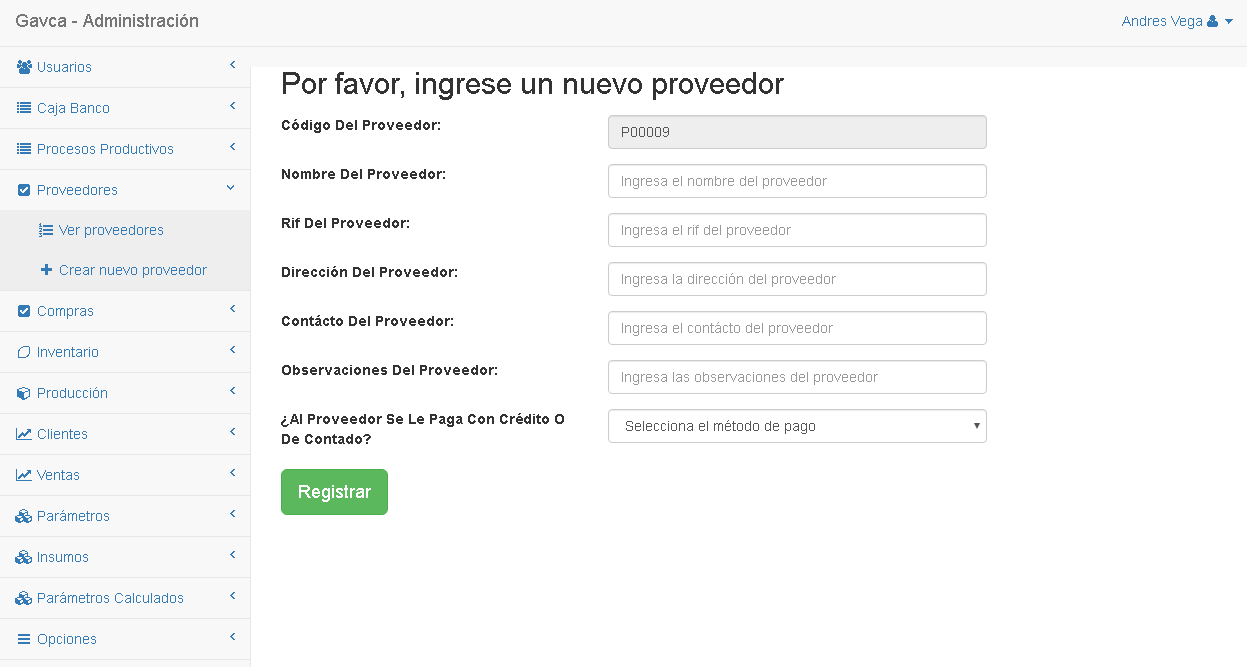 Gavca - Administración
Andres Vega
Usuarios
Caja Banco
Procesos Productivos
Proveedores
Ver proveedores
Crear nuevo proveedor
Compras
Inventario
Producción
Clientes
Ventas
Parámetros
Insumos
Parámetros Calculados
Opciones
Por favor, ingrese un nuevo proveedor
Código Del Proveedor:
P00009
Nombre Del Proveedor:
Ingresa el nombre del proveedor
Rif Del Proveedor:
Ingresa el rif del proveedor
Dirección Del Proveedor:
Ingresa la dirección del proveedor
Contácto Del Proveedor:
Ingresa el contácto del proveedor
Observaciones Del Proveedor:
Ingresa las observaciones del proveedor
¿Al Proveedor Se Le Paga Con Crédito O
De Contado?
Selecciona el método de pago
Registrar